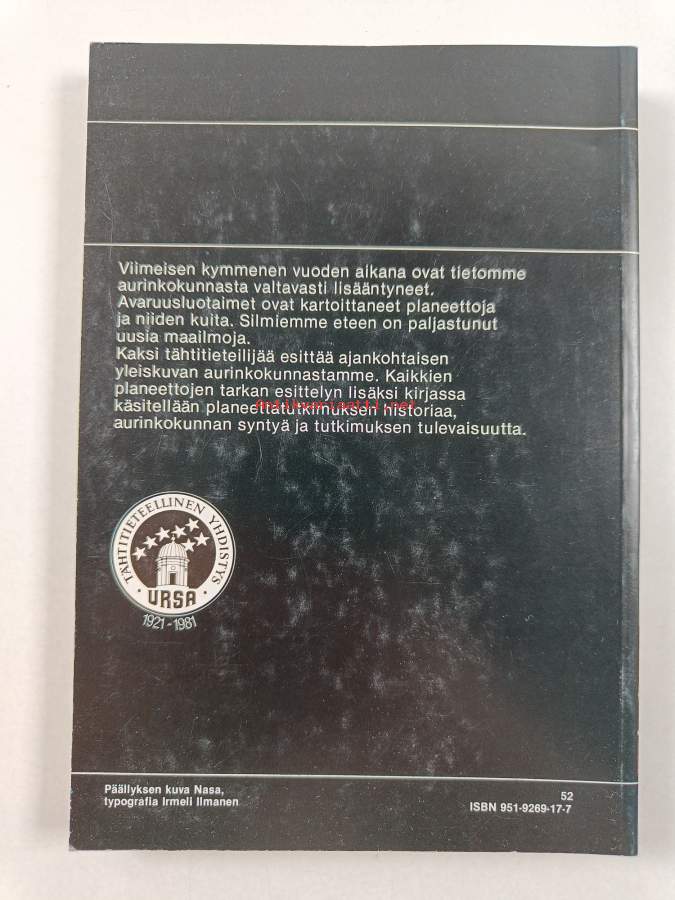 Viimeisen kymmenen vuoden aikana ovat tietomme
aurinkokunnasta valtavasti lisääntyneet.
Avaruusluotaimet ovat kartoittaneet planeettoja
ja niiden kuita. Silmiemme eteen on paljastunut
uusia maailmoja.
Kaksi tähtitieteilijää esittää ajankohtaisen
yleiskuvan aurinkokunnastamme. Kaikkien
planeettojen tarkan esittelyn lisäksi kirjassa
käsitellään planeettatutkimuksen historiaa,
Antikvariaatti.net
aurinkokunnan syntyä ja tutkimuksen tulevaisuutta.
TÄHTITIETEELLINEN YHDISTYS
URSA
1921-1981
Päällyksen kuva Nasa,
typografia Irmeli Ilmanen
52
ISBN 951-9269-17-7